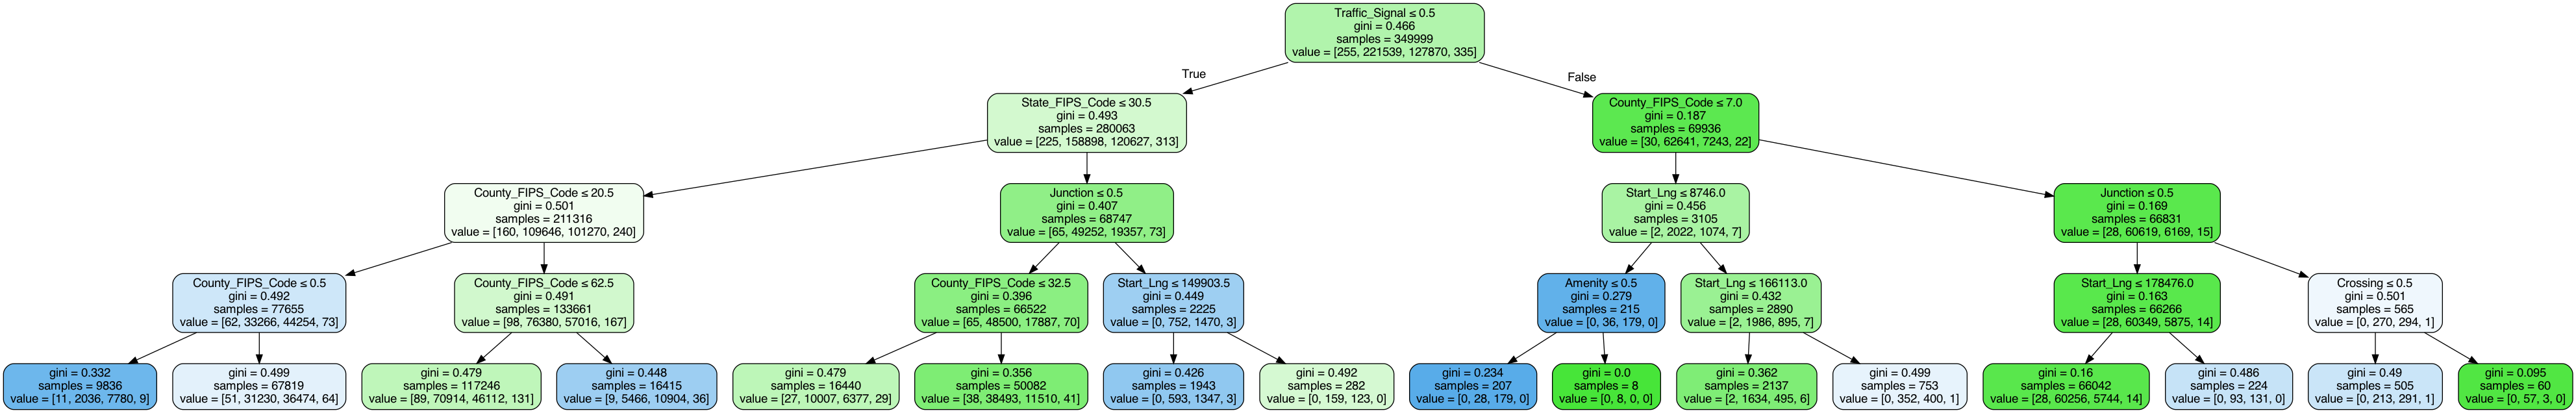 Traffic_Signal ≤ 0.5
gini = 0.466
samples = 349999
value = [255, 221539, 127870, 335]
True
False
State_FIPS_Code ≤ 30.5
gini = 0.493
samples = 280063
value = [225, 158898, 120627, 313]
County_FIPS_Code ≤ 7.0
gini = 0.187
samples = 69936
value = [30, 62641, 7243, 22]
County_FIPS_Code ≤ 20.5
gini = 0.501
samples = 211316
value = [160, 109646, 101270, 240]
Junction ≤ 0.5
gini = 0.407
samples = 68747
value = [65, 49252, 19357, 73]
Start_Lng ≤ 8746.0
gini = 0.456
samples = 3105
value = [2, 2022, 1074, 7]
Junction ≤ 0.5
gini = 0.169
samples = 66831
value = [28, 60619, 6169, 15]
County_FIPS_Code ≤ 0.5
gini = 0.492
samples = 77655
value = [62, 33266, 44254, 73]
County_FIPS_Code ≤ 62.5
gini = 0.491
samples = 133661
value = [98, 76380, 57016, 167]
County_FIPS_Code ≤ 32.5
gini = 0.396
samples = 66522
value = [65, 48500, 17887, 70]
Start_Lng ≤ 149903.5
gini = 0.449
samples = 2225
value = [0, 752, 1470, 3]
Amenity ≤ 0.5
gini = 0.279
samples = 215
value = [0, 36, 179, 0]
Start_Lng ≤ 166113.0
gini = 0.432
samples = 2890
value = [2, 1986, 895, 7]
Start_Lng ≤ 178476.0
gini = 0.163
samples = 66266
value = [28, 60349, 5875, 14]
Crossing ≤ 0.5
gini = 0.501
samples = 565
value = [0, 270, 294, 1]
gini = 0.332
samples = 9836
value = [11, 2036, 7780, 9]
gini = 0.499
samples = 67819
value = [51, 31230, 36474, 64]
gini = 0.479
samples = 117246
value = [89, 70914, 46112, 131]
gini = 0.448
samples = 16415
value = [9, 5466, 10904, 36]
gini = 0.479
samples = 16440
value = [27, 10007, 6377, 29]
gini = 0.356
samples = 50082
value = [38, 38493, 11510, 41]
gini = 0.426
samples = 1943
value = [0, 593, 1347, 3]
gini = 0.492
samples = 282
value = [0, 159, 123, 0]
gini = 0.234
samples = 207
value = [0, 28, 179, 0]
gini = 0.0
samples = 8
value = [0, 8, 0, 0]
gini = 0.362
samples = 2137
value = [2, 1634, 495, 6]
gini = 0.499
samples = 753
value = [0, 352, 400, 1]
gini = 0.16
samples = 66042
value = [28, 60256, 5744, 14]
gini = 0.486
samples = 224
value = [0, 93, 131, 0]
gini = 0.49
samples = 505
value = [0, 213, 291, 1]
gini = 0.095
samples = 60
value = [0, 57, 3, 0]